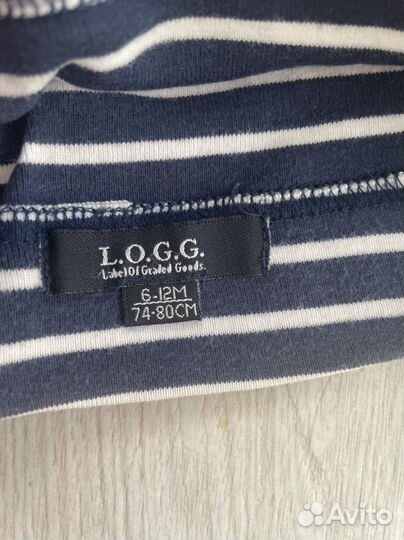 L.O.G.G.
Label Of Graded Goods.
6-12M
74-80CM
Avito